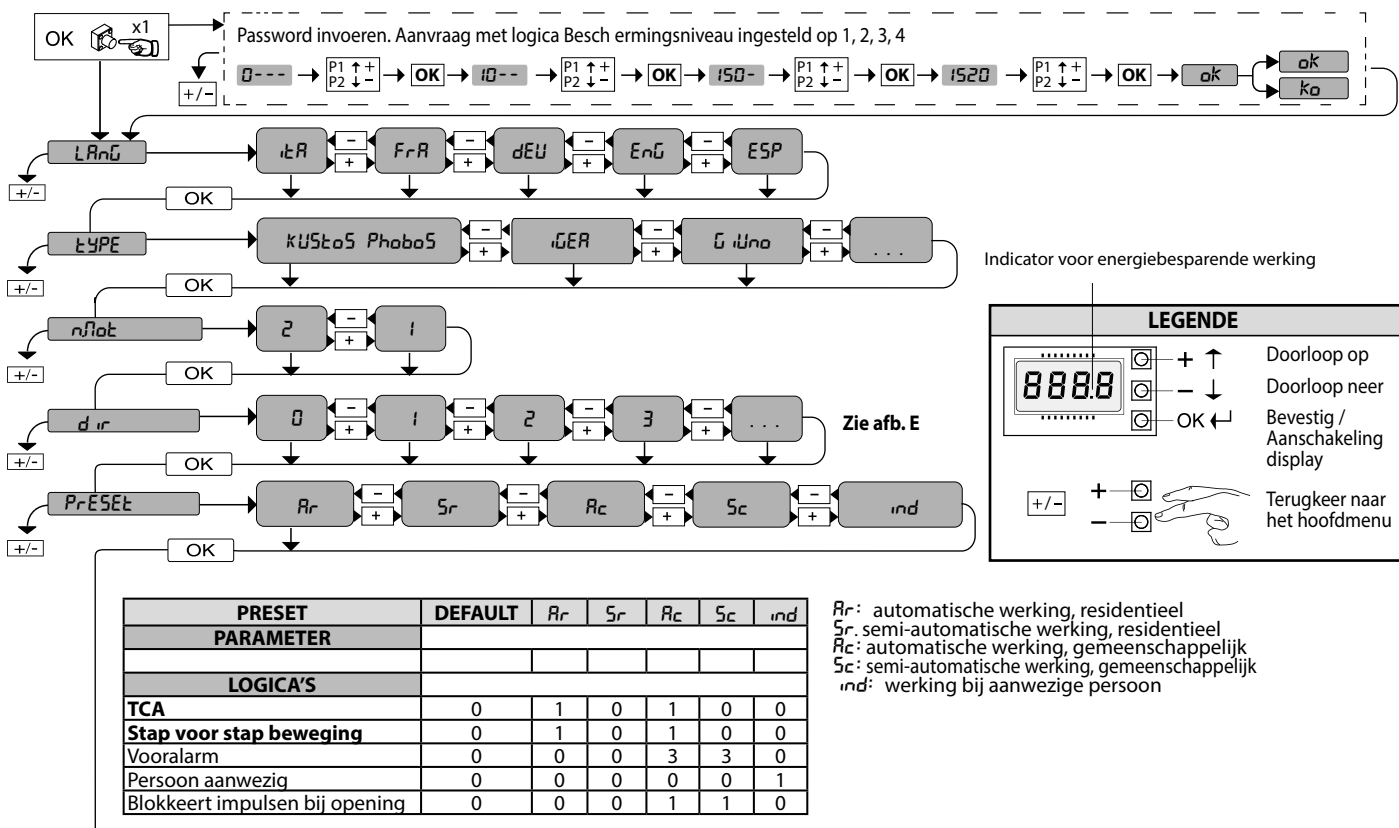 OK x1
Password invoeren. Aanvraag met logica Besch ermingsniveau ingesteld op 1, 2, 3, 4
0--- P1 ↑ + P2 ↓ − OK 10-- P1 ↑ + P2 ↓ − OK 150- P1 ↑ + P2 ↓ − OK 1520 P1 ↑ + P2 ↓ − OK ok ok
ko
+/-
LAnG itA − + FrA − + dEU − + EnG − + ESP
+/-
OK
tYPE KUStoS PhoboS − + iGEA − + G iUno − + ...
+/-
OK
nMot 2 − + 1
+/-
OK
dir 0 − + 1 − + 2 − + 3 − + ... Zie afb. E
+/-
OK
PrESEt Ar − + Sr − + Ac − + Sc − + ind
+/-
OK
Indicator voor energiebesparende werking
LEGENDE
888.8
+ ↑ Doorloop op
− ↓ Doorloop neer
OK Bevestig /
Aanschakeling
display
+/- + − Terugkeer naar
het hoofdmenu
PRESET DEFAULT Ar Sr Ac Sc ind
PARAMETER
LOGICA'S
TCA 0 1 0 1 0 0
Stap voor stap beweging 0 1 0 1 0 0
Vooralarm 0 0 0 3 3 0
Persoon aanwezig 0 0 0 0 0 1
Blokkeert impulsen bij opening 0 0 0 1 1 0
Ar: automatische werking, residentieel
Sr. semi-automatische werking, residentieel
Ac: automatische werking, gemeenschappelijk
Sc: semi-automatische werking, gemeenschappelijk
ind: werking bij aanwezige persoon